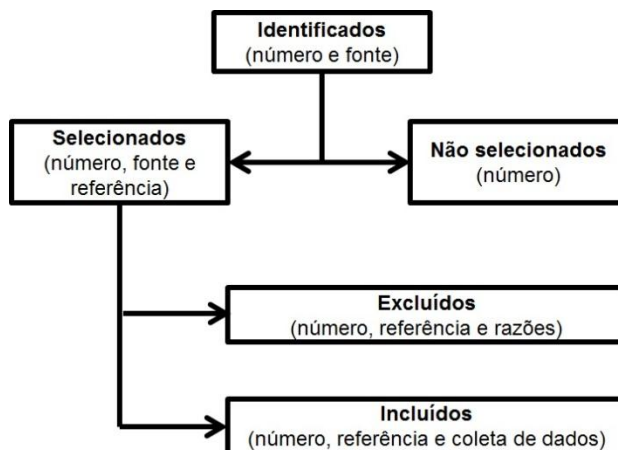 Identificados
(número e fonte)
Selecionados
(número, fonte e
referência)
Não selecionados
(número)
Excluídos
(número, referência e razões)
Incluídos
(número, referência e coleta de dados)